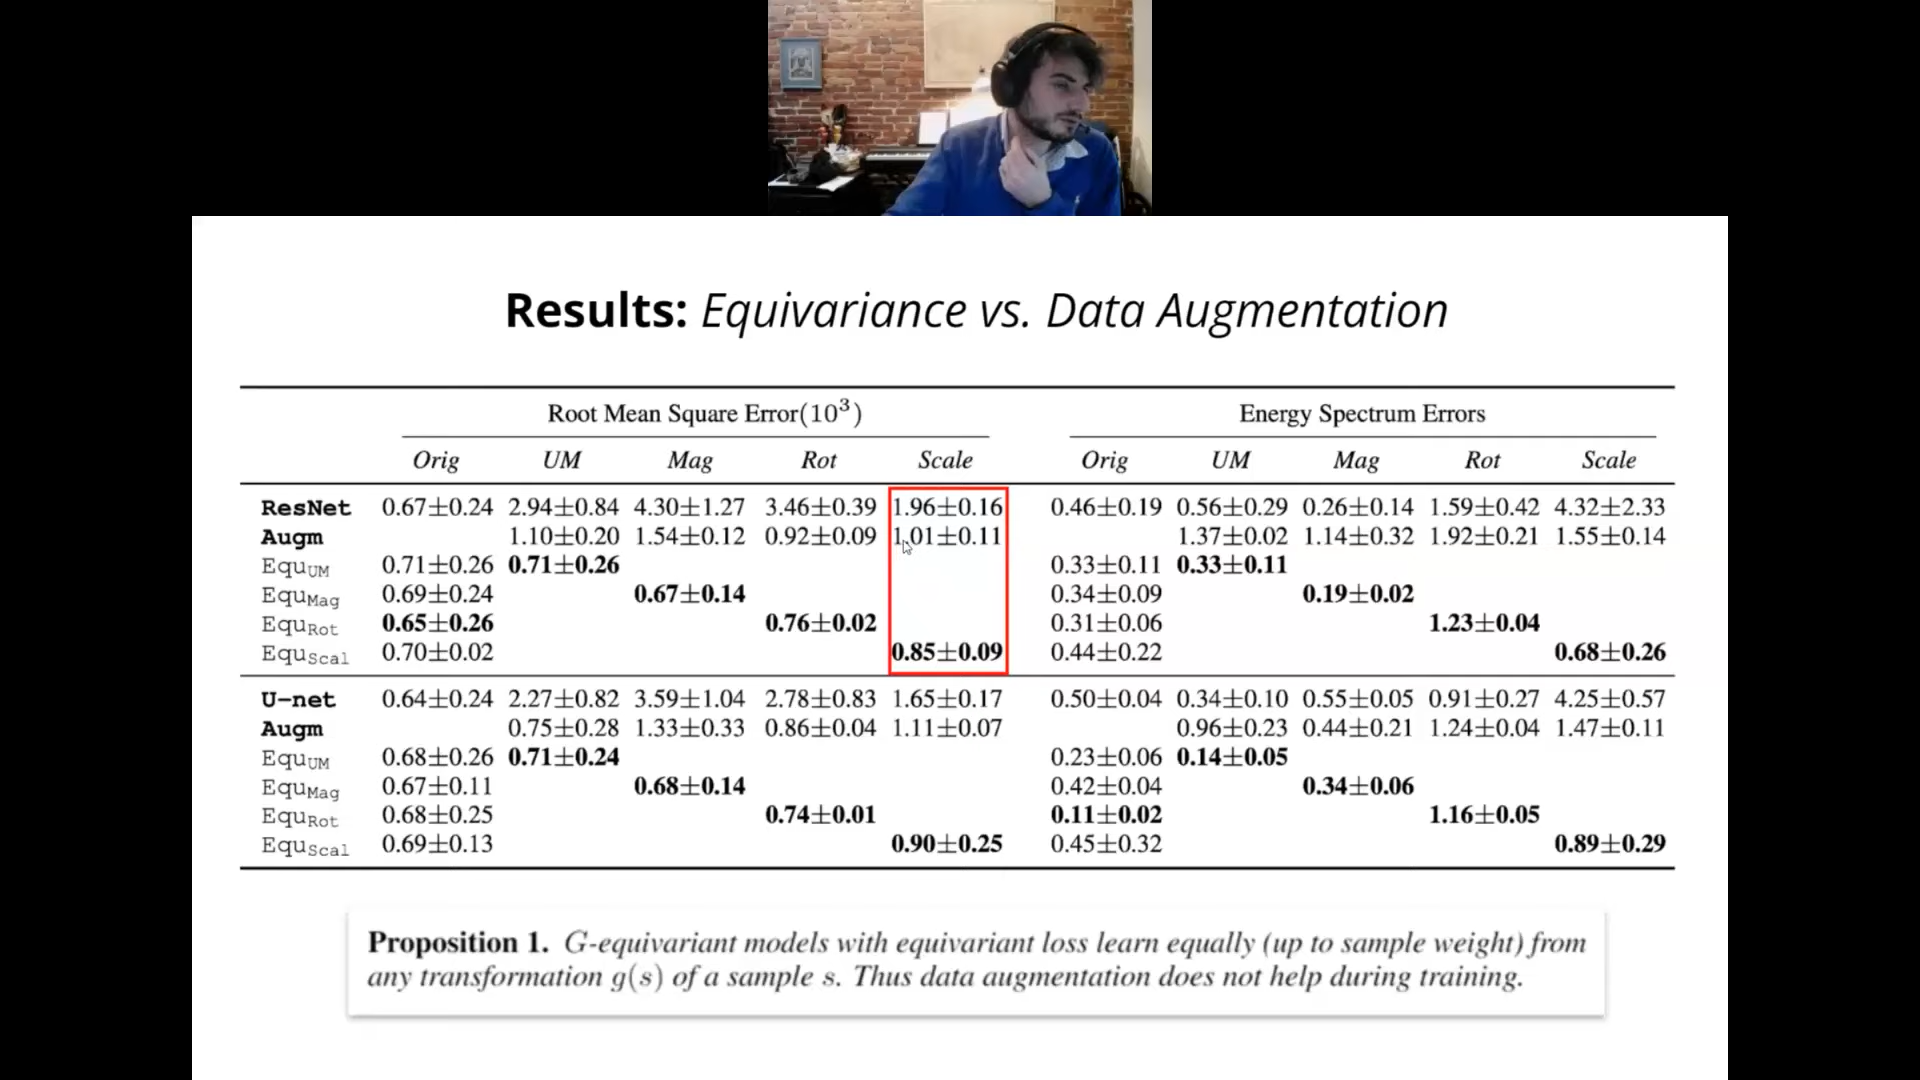 Results: Equivariance vs. Data Augmentation
Root Mean Square Error(10³) Energy Spectrum Errors
Orig UM Mag Rot Scale Orig UM Mag Rot Scale
ResNet 0.67±0.24 2.94±0.84 4.30±1.27 3.46±0.39 1.96±0.16 0.46±0.19 0.56±0.29 0.26±0.14 1.59±0.42 4.32±2.33
Augm 1.10±0.20 1.54±0.12 0.92±0.09 1.01±0.11 1.37±0.02 1.14±0.32 1.92±0.21 1.55±0.14
Equ_UM 0.71±0.26 0.71±0.26 0.33±0.11 0.33±0.11
Equ_Mag 0.69±0.24 0.67±0.14 0.34±0.09 0.19±0.02
Equ_Rot 0.65±0.26 0.76±0.02 0.31±0.06 1.23±0.04
Equ_Scal 0.70±0.02 0.85±0.09 0.44±0.22 0.68±0.26
U-net 0.64±0.24 2.27±0.82 3.59±1.04 2.78±0.83 1.65±0.17 0.50±0.04 0.34±0.10 0.55±0.05 0.91±0.27 4.25±0.57
Augm 0.75±0.28 1.33±0.33 0.86±0.04 1.11±0.07 0.96±0.23 0.44±0.21 1.24±0.04 1.47±0.11
Equ_UM 0.68±0.26 0.71±0.24 0.23±0.06 0.14±0.05
Equ_Mag 0.67±0.11 0.68±0.14 0.42±0.04 0.34±0.06
Equ_Rot 0.68±0.25 0.74±0.01 0.11±0.02 1.16±0.05
Equ_Scal 0.69±0.13 0.90±0.25 0.45±0.32 0.89±0.29
Proposition 1. G-equivariant models with equivariant loss learn equally (up to sample weight) from
any transformation g(s) of a sample s. Thus data augmentation does not help during training.